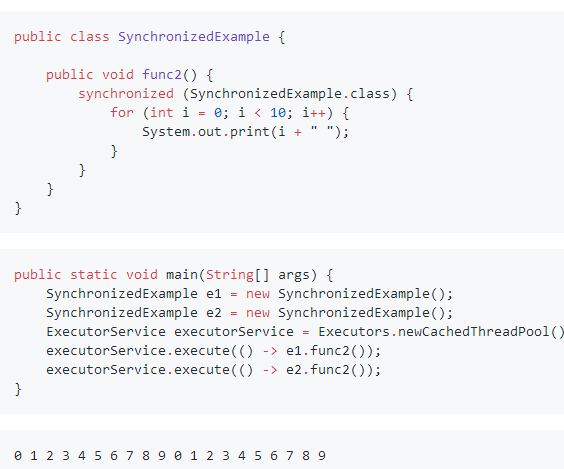 public class SynchronizedExample {
public void func2() {
synchronized (SynchronizedExample.class) {
for (int i = 0; i < 10; i++) {
System.out.print(i + " ");
}
}
}
}
public static void main(String[] args) {
SynchronizedExample e1 = new SynchronizedExample();
SynchronizedExample e2 = new SynchronizedExample();
ExecutorService executorService = Executors.newCachedThreadPool()
executorService.execute(() -> e1.func2());
executorService.execute(() -> e2.func2());
}
0 1 2 3 4 5 6 7 8 9 0 1 2 3 4 5 6 7 8 9